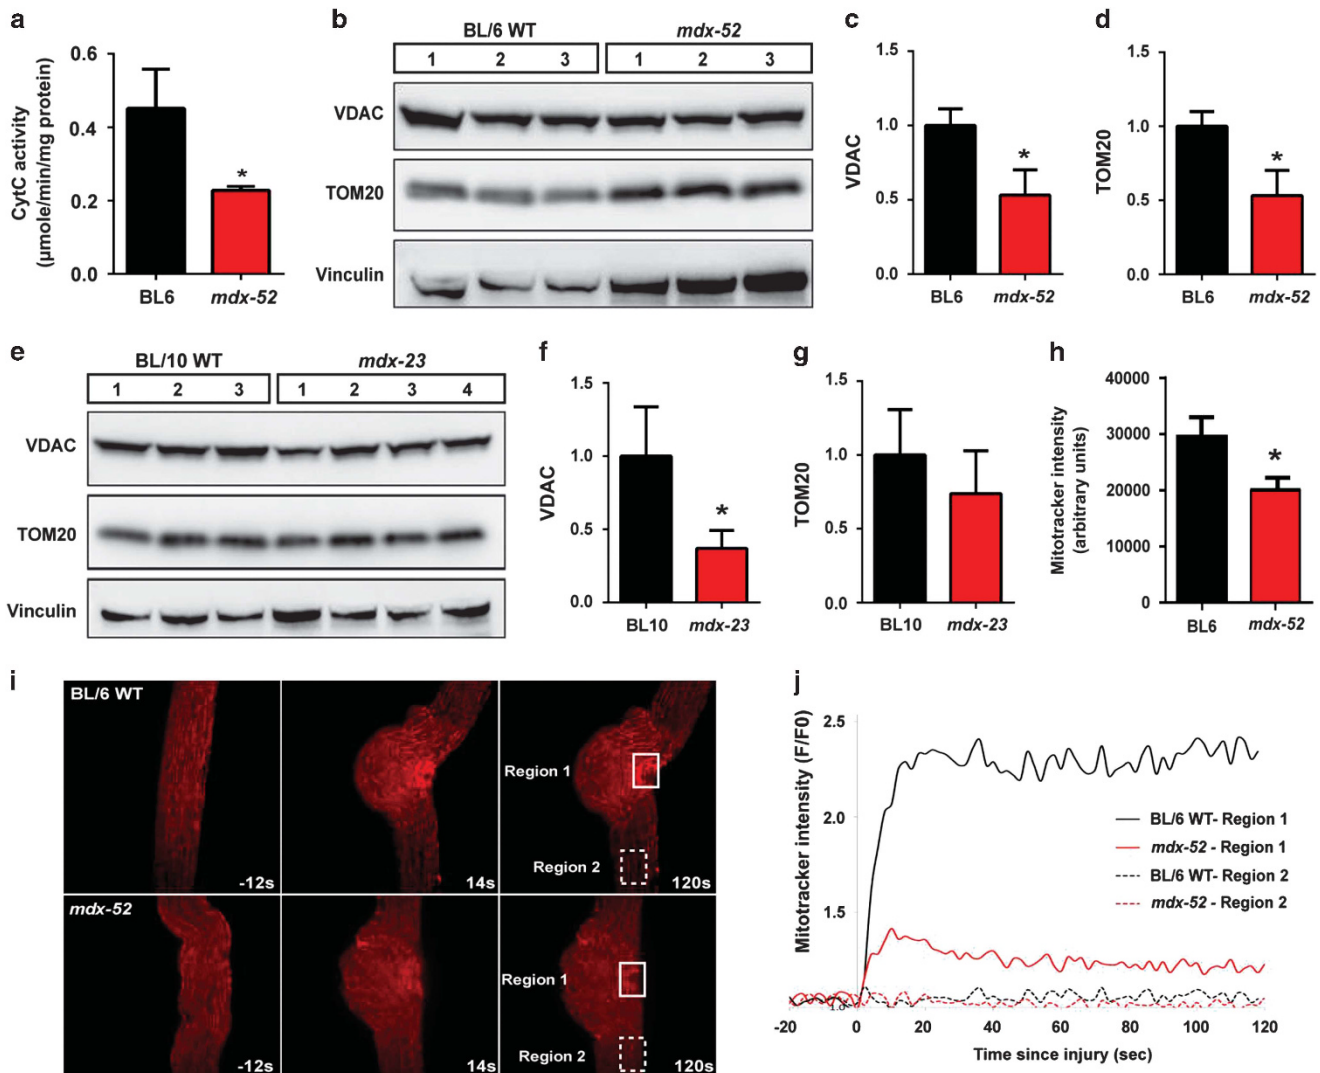 a
CytC activity
(µmole/min/mg protein)
0.6
0.4
0.2
0.0
*
BL6
mdx-52
b
BL/6 WT
mdx-52
1 2 3 1 2 3
VDAC
TOM20
Vinculin
c
VDAC
1.5
1.0
0.5
0.0
*
BL6
mdx-52
d
TOM20
1.5
1.0
0.5
0.0
*
BL6
mdx-52
e
BL/10 WT
mdx-23
1 2 3 1 2 3 4
VDAC
TOM20
Vinculin
f
VDAC
1.5
1.0
0.5
0.0
*
BL10
mdx-23
g
TOM20
1.5
1.0
0.5
0.0
BL10
mdx-23
h
Mitotracker intensity
(arbitrary units)
40000
30000
20000
10000
0
*
BL6
mdx-52
i
BL/6 WT
-12s
14s
Region 1
Region 2
120s
mdx-52
-12s
14s
Region 1
Region 2
120s
j
Mitotracker intensity (F/F0)
2.5
2.0
1.5
1.0
BL/6 WT- Region 1
mdx-52 - Region 1
BL/6 WT- Region 2
mdx-52 - Region 2
-20 0 20 40 60 80 100 120
Time since injury (sec)